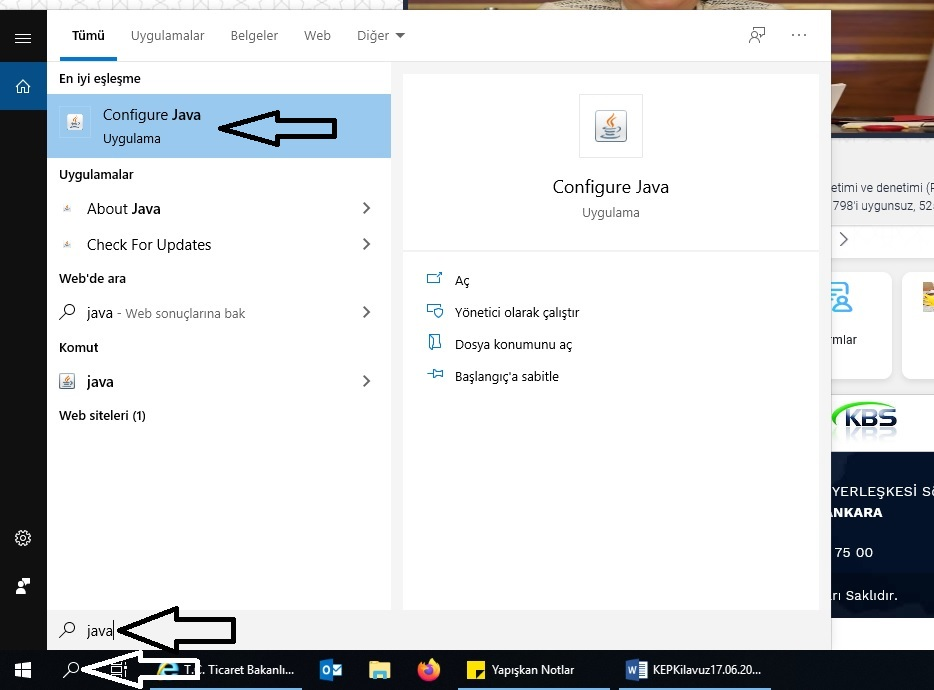 Tümü Uygulamalar Belgeler Web Diğer
En iyi eşleşme
Configure Java
Uygulama
Uygulamalar
About Java
Check For Updates
Web'de ara
java - Web sonuçlarına bak
Komut
java
Web siteleri (1)
Configure Java
Uygulama
Aç
Yönetici olarak çalıştır
Dosya konumunu aç
Başlangıç'a sabitle
etimi ve denetimi (
798'i uygunsuz, 52
KBS
YERLEŞKESİ
ANKARA
75 00
Saklıdır.
java
T.C. Ticaret Bakanlı... Yapışkan Notlar KEPKilavuz17.06.20...